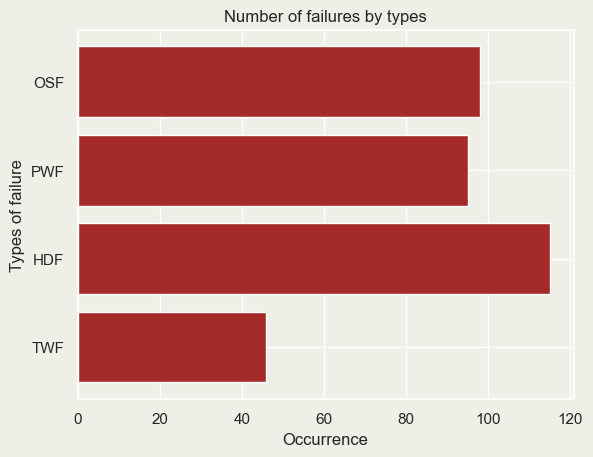 Number of failures by types
OSF
PWF
HDF
TWF
Types of failure
0 20 40 60 80 100 120
Occurrence